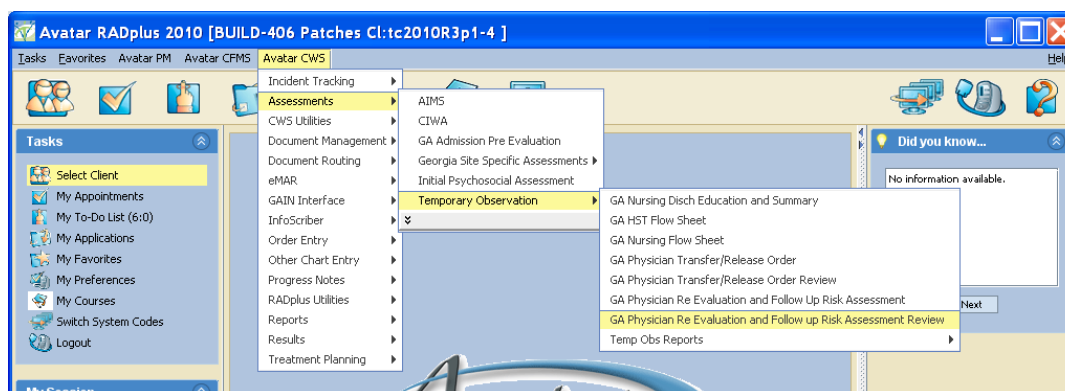 Avatar RADplus 2010 [BUILD-406 Patches Cl:tc2010R3p1-4 ]
Tasks Favorites Avatar PM Avatar CFMS Avatar CWS
Incident Tracking
Assessments
CWS Utilities
Document Management
Document Routing
eMAR
GAIN Interface
InfoScriber
Order Entry
Other Chart Entry
Progress Notes
RADplus Utilities
Reports
Results
Treatment Planning
AIMS
CIWA
GA Admission Pre Evaluation
Georgia Site Specific Assessments
Initial Psychosocial Assessment
Temporary Observation
GA Nursing Disch Education and Summary
GA HST Flow Sheet
GA Nursing Flow Sheet
GA Physician Transfer/Release Order
GA Physician Transfer/Release Order Review
GA Physician Re Evaluation and Follow Up Risk Assessment
GA Physician Re Evaluation and Follow up Risk Assessment Review
Temp Obs Reports
Tasks
Select Client
My Appointments
My To-Do List (6:0)
My Applications
My Favorites
My Preferences
My Courses
Switch System Codes
Logout
Did you know...
No information available.
Next